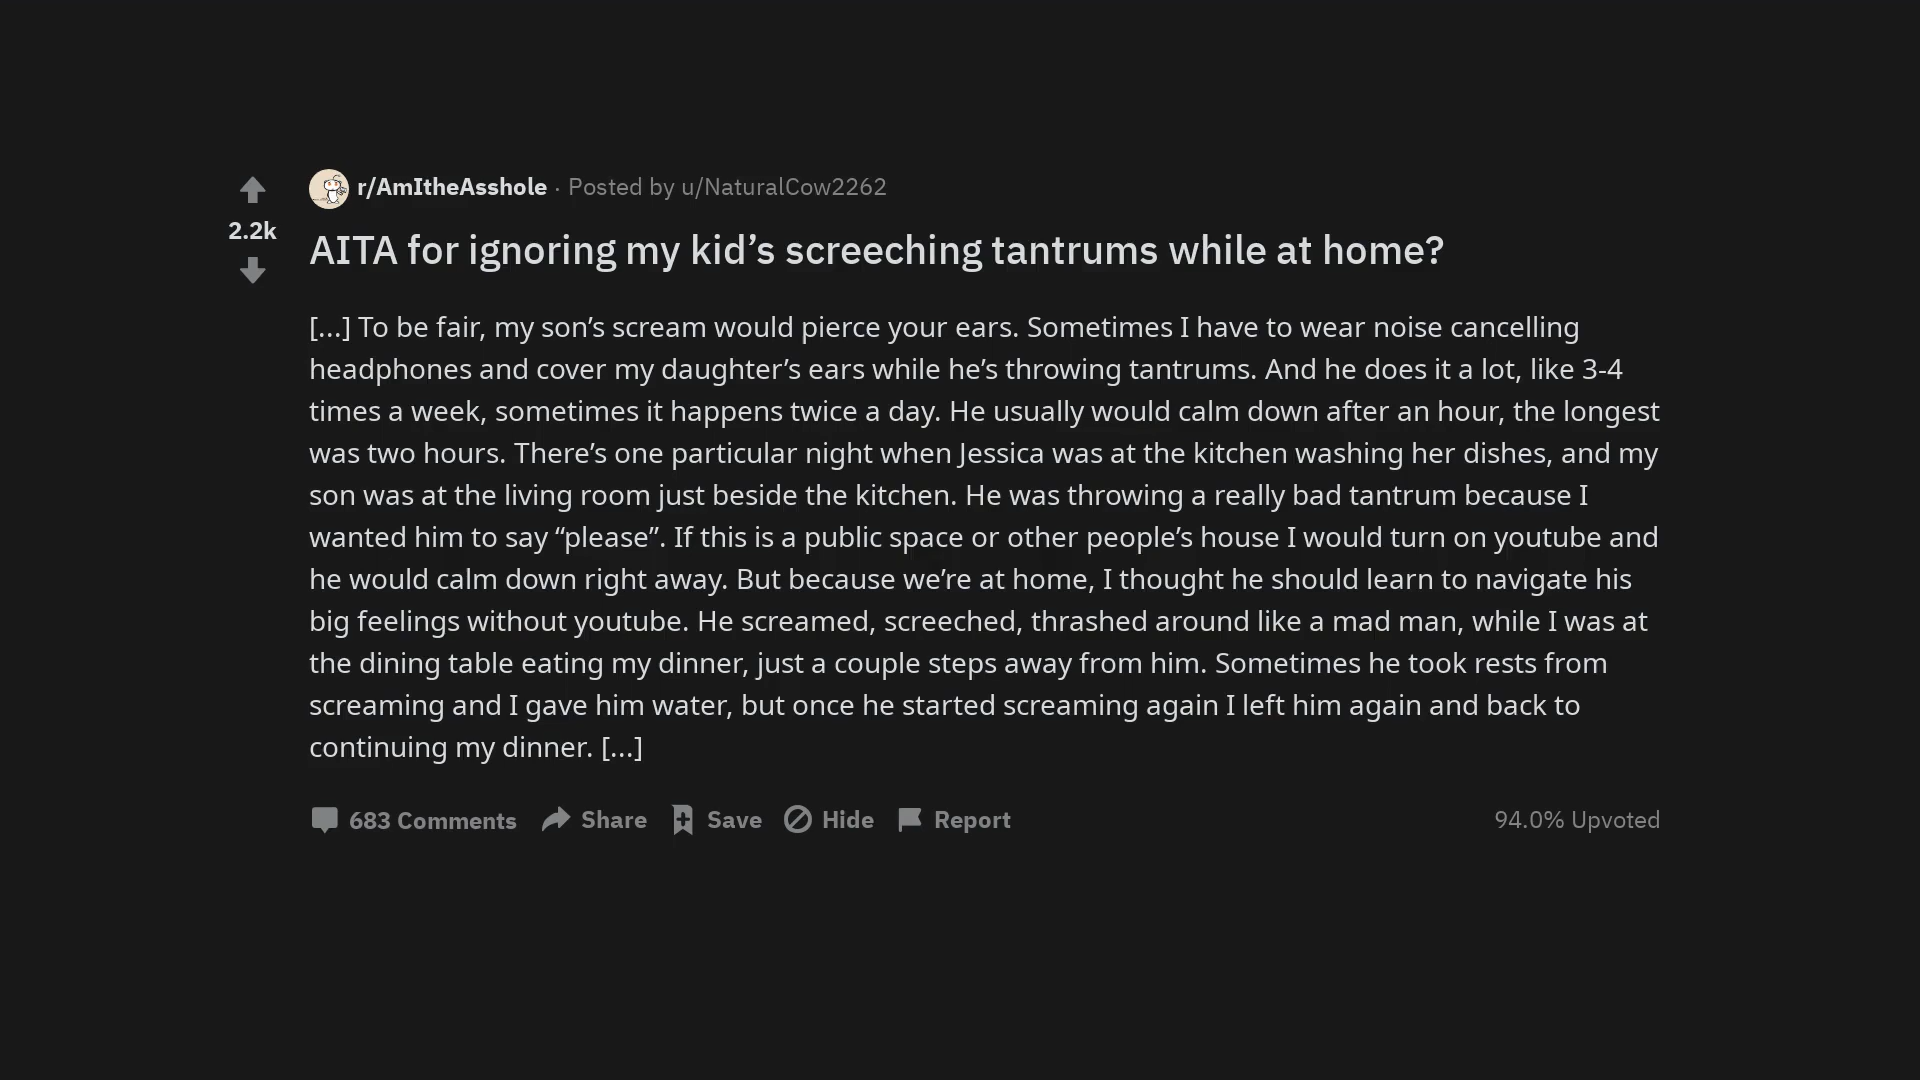 r/AmItheAsshole · Posted by u/NaturalCow2262
2.2k
AITA for ignoring my kid’s screeching tantrums while at home?
[...] To be fair, my son’s scream would pierce your ears. Sometimes I have to wear noise cancelling
headphones and cover my daughter’s ears while he’s throwing tantrums. And he does it a lot, like 3-4
times a week, sometimes it happens twice a day. He usually would calm down after an hour, the longest
was two hours. There’s one particular night when Jessica was at the kitchen washing her dishes, and my
son was at the living room just beside the kitchen. He was throwing a really bad tantrum because I
wanted him to say “please”. If this is a public space or other people’s house I would turn on youtube and
he would calm down right away. But because we’re at home, I thought he should learn to navigate his
big feelings without youtube. He screamed, screeched, thrashed around like a mad man, while I was at
the dining table eating my dinner, just a couple steps away from him. Sometimes he took rests from
screaming and I gave him water, but once he started screaming again I left him again and back to
continuing my dinner. [...]
683 Comments Share Save Hide Report 94.0% Upvoted